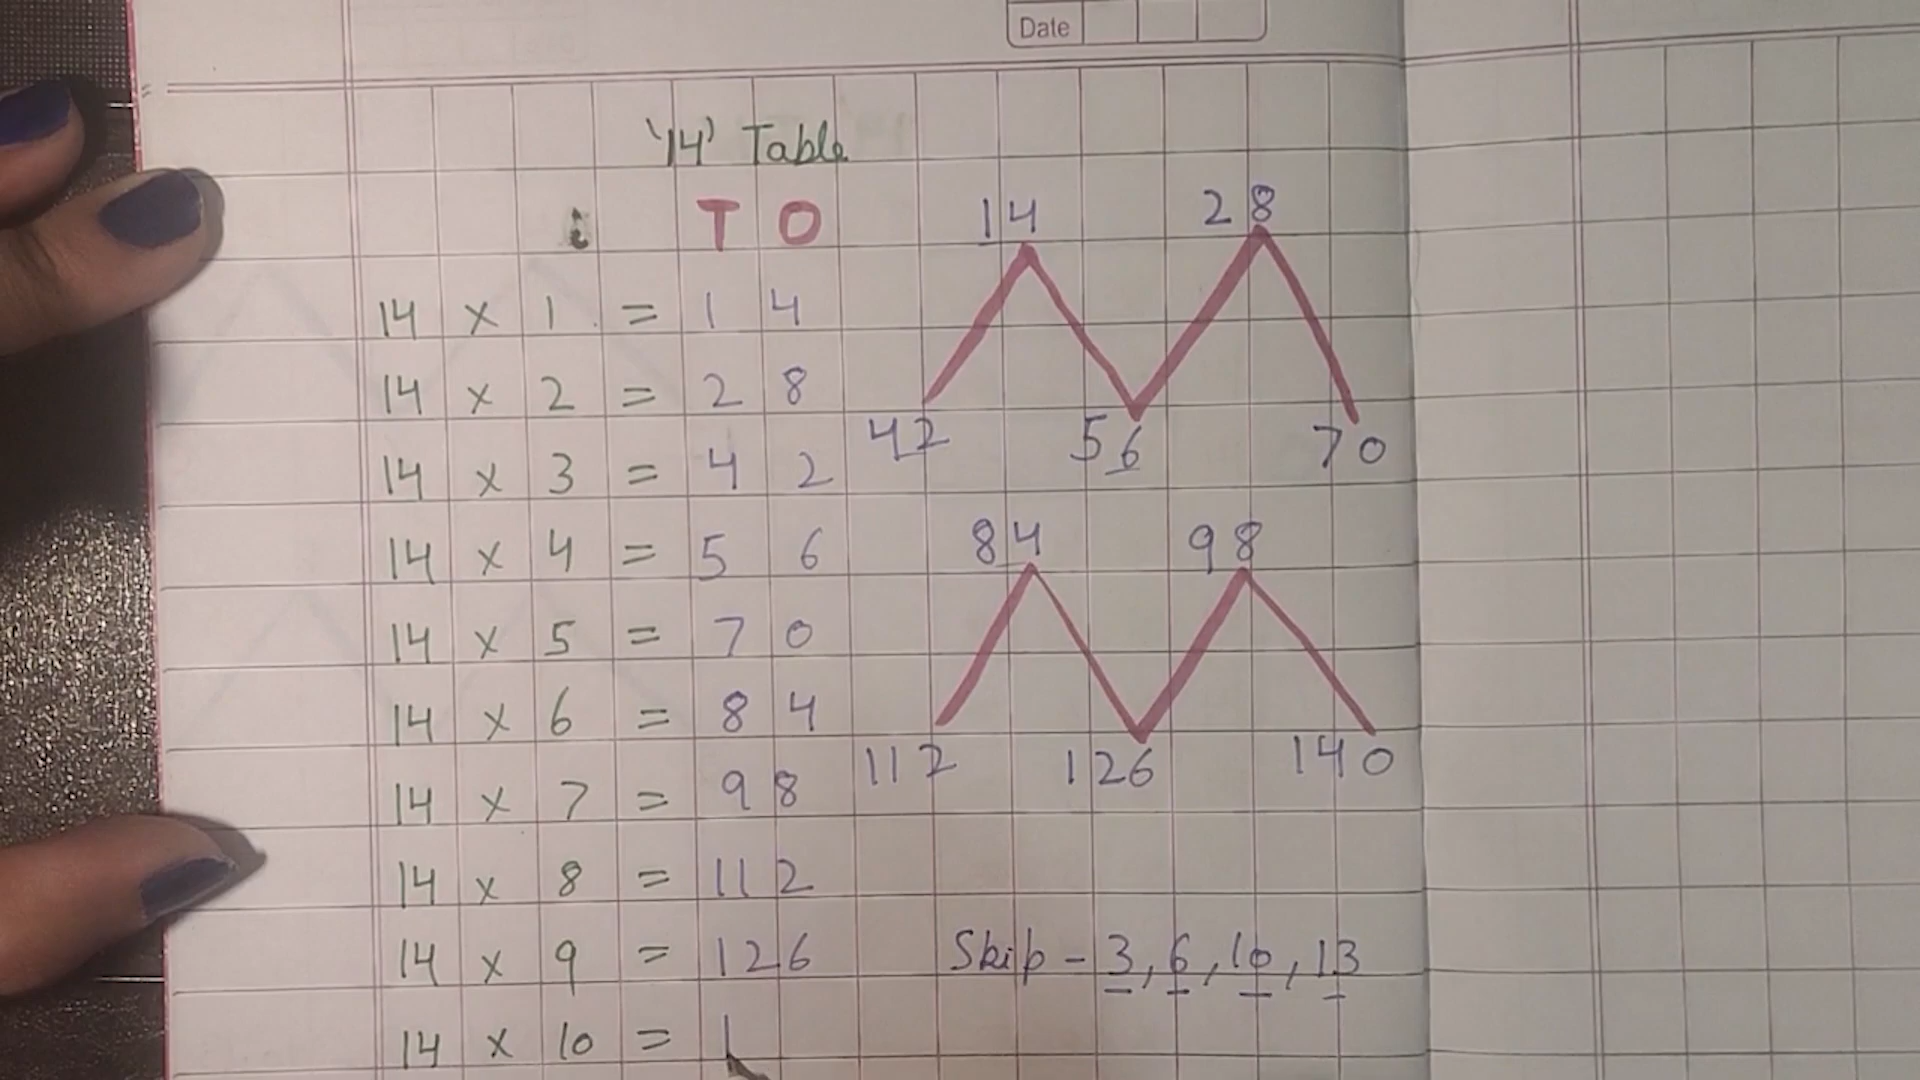 Date
'14' Table
T O
14 × 1 = 1 4
14 × 2 = 2 8
14 × 3 = 4 2
14 × 4 = 5 6
14 × 5 = 7 0
14 × 6 = 8 4
14 × 7 = 9 8
14 × 8 = 112
14 × 9 = 126
14 × 10 = 1
14 28
42 56 70
84 98
112 126 140
Skip - 3, 6, 10, 13